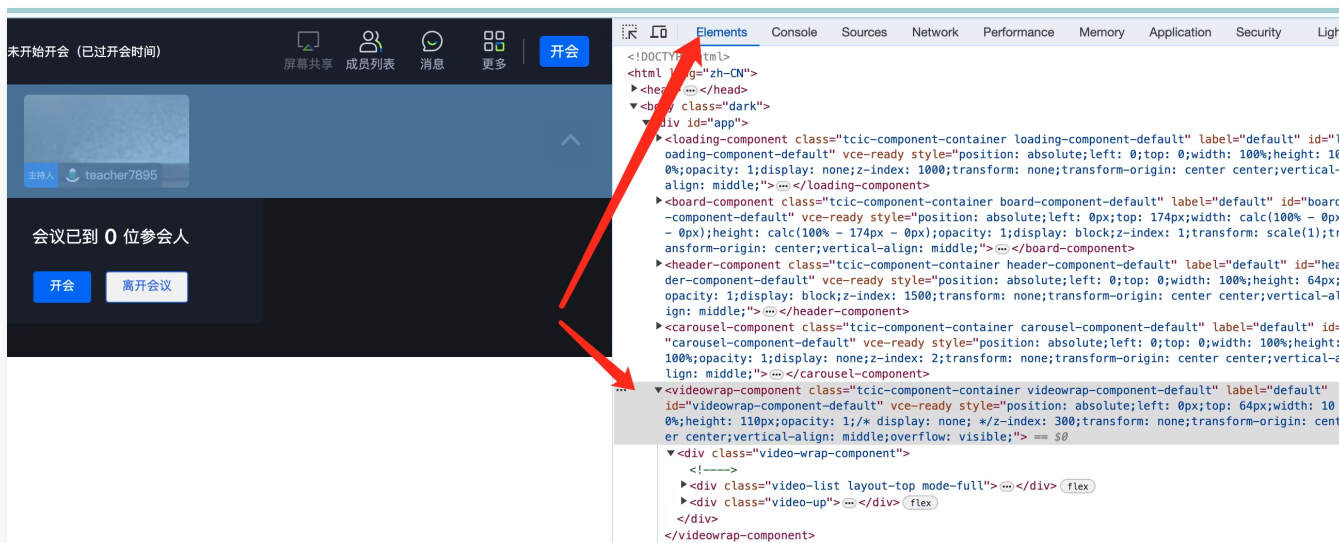 未开始开会（已过开会时间）
屏幕共享 成员列表 消息 更多 开会
主持人 teacher7895
会议已到 0 位参会人
开会 离开会议
Elements Console Sources Network Performance Memory Application Security Ligh
<!DOCTYP tml>
<html l g="zh-CN">
<hea ⋯ </head>
<b y class="dark">
div id="app">
<loading-component class="tcic-component-container loading-component-default" label="default" id="l
oading-component-default" vce-ready style="position: absolute;left: 0;top: 0;width: 100%;height: 10
0%;opacity: 1;display: none;z-index: 1000;transform: none;transform-origin: center center;vertical-
align: middle;"> ⋯ </loading-component>
<board-component class="tcic-component-container board-component-default" label="default" id="board
-component-default" vce-ready style="position: absolute;left: 0px;top: 174px;width: calc(100% - 0px
- 0px);height: calc(100% - 174px - 0px);opacity: 1;display: block;z-index: 1;transform: scale(1);tr
ansform-origin: center;vertical-align: middle;"> ⋯ </board-component>
<header-component class="tcic-component-container header-component-default" label="default" id="hea
der-component-default" vce-ready style="position: absolute;left: 0;top: 0;width: 100%;height: 64px;
opacity: 1;display: block;z-index: 1500;transform: none;transform-origin: center center;vertical-al
ign: middle;"> ⋯ </header-component>
<carousel-component class="tcic-component-container carousel-component-default" label="default" id=
"carousel-component-default" vce-ready style="position: absolute;left: 0;top: 0;width: 100%;height:
100%;opacity: 1;display: none;z-index: 2;transform: none;transform-origin: center center;vertical-a
lign: middle;"> ⋯ </carousel-component>
<videowrap-component class="tcic-component-container videowrap-component-default" label="default"
id="videowrap-component-default" vce-ready style="position: absolute;left: 0px;top: 64px;width: 10
0%;height: 110px;opacity: 1;/* display: none; */z-index: 300;transform: none;transform-origin: cent
er center;vertical-align: middle;overflow: visible;"> == $0
<div class="video-wrap-component">
<!---->
<div class="video-list layout-top mode-full"> ⋯ </div> flex
<div class="video-up"> ⋯ </div> flex
</div>
</videowrap-component>